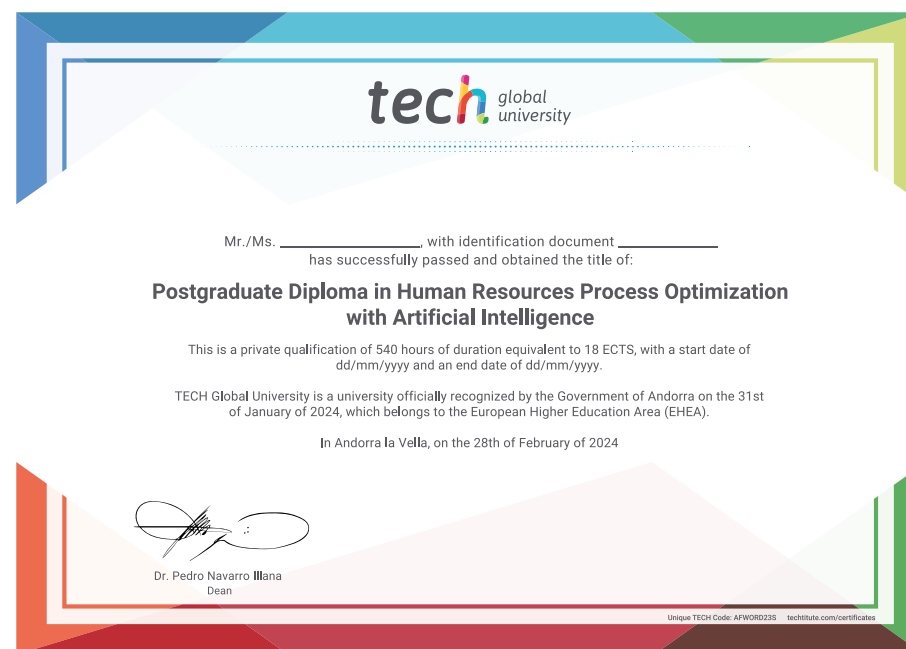 tech global university
Mr./Ms. ____________________, with identification document ______________
has successfully passed and obtained the title of:
Postgraduate Diploma in Human Resources Process Optimization
with Artificial Intelligence
This is a private qualification of 540 hours of duration equivalent to 18 ECTS, with a start date of
dd/mm/yyyy and an end date of dd/mm/yyyy.
TECH Global University is a university officially recognized by the Government of Andorra on the 31st
of January of 2024, which belongs to the European Higher Education Area (EHEA).
In Andorra la Vella, on the 28th of February of 2024
Dr. Pedro Navarro Illana
Dean
Unique TECH Code: AFWORD23S techtitute.com/certificates